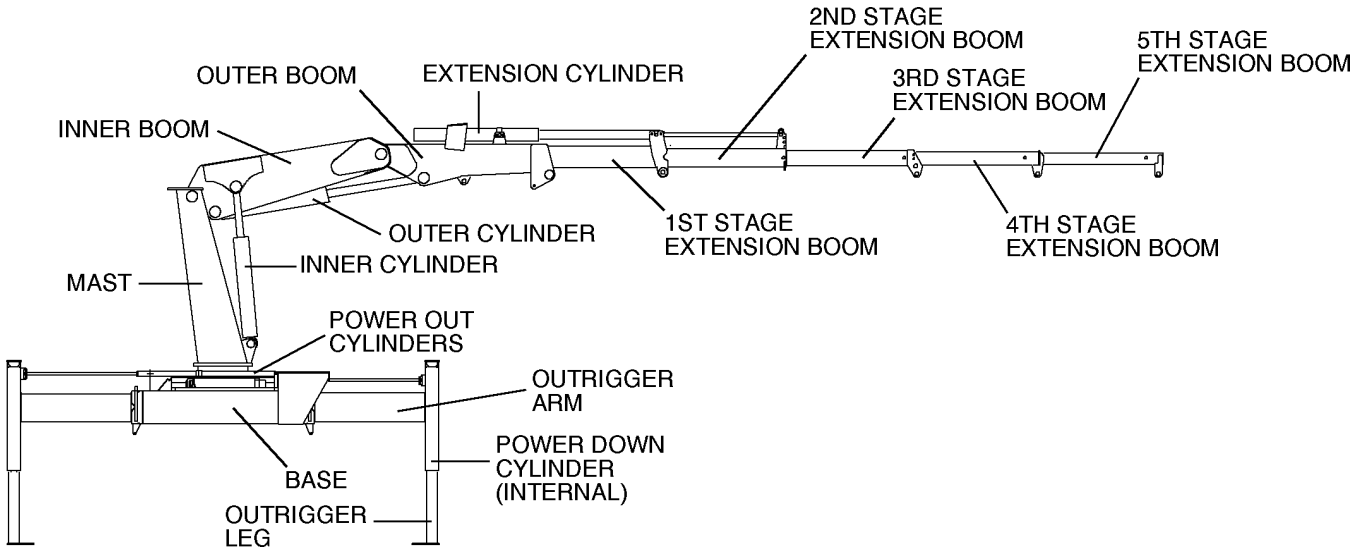 2ND STAGE
EXTENSION BOOM
5TH STAGE
EXTENSION BOOM
OUTER BOOM
EXTENSION CYLINDER
3RD STAGE
EXTENSION BOOM
INNER BOOM
1ST STAGE
EXTENSION BOOM
4TH STAGE
EXTENSION BOOM
OUTER CYLINDER
INNER CYLINDER
MAST
POWER OUT
CYLINDERS
OUTRIGGER
ARM
POWER DOWN
CYLINDER
(INTERNAL)
BASE
OUTRIGGER
LEG